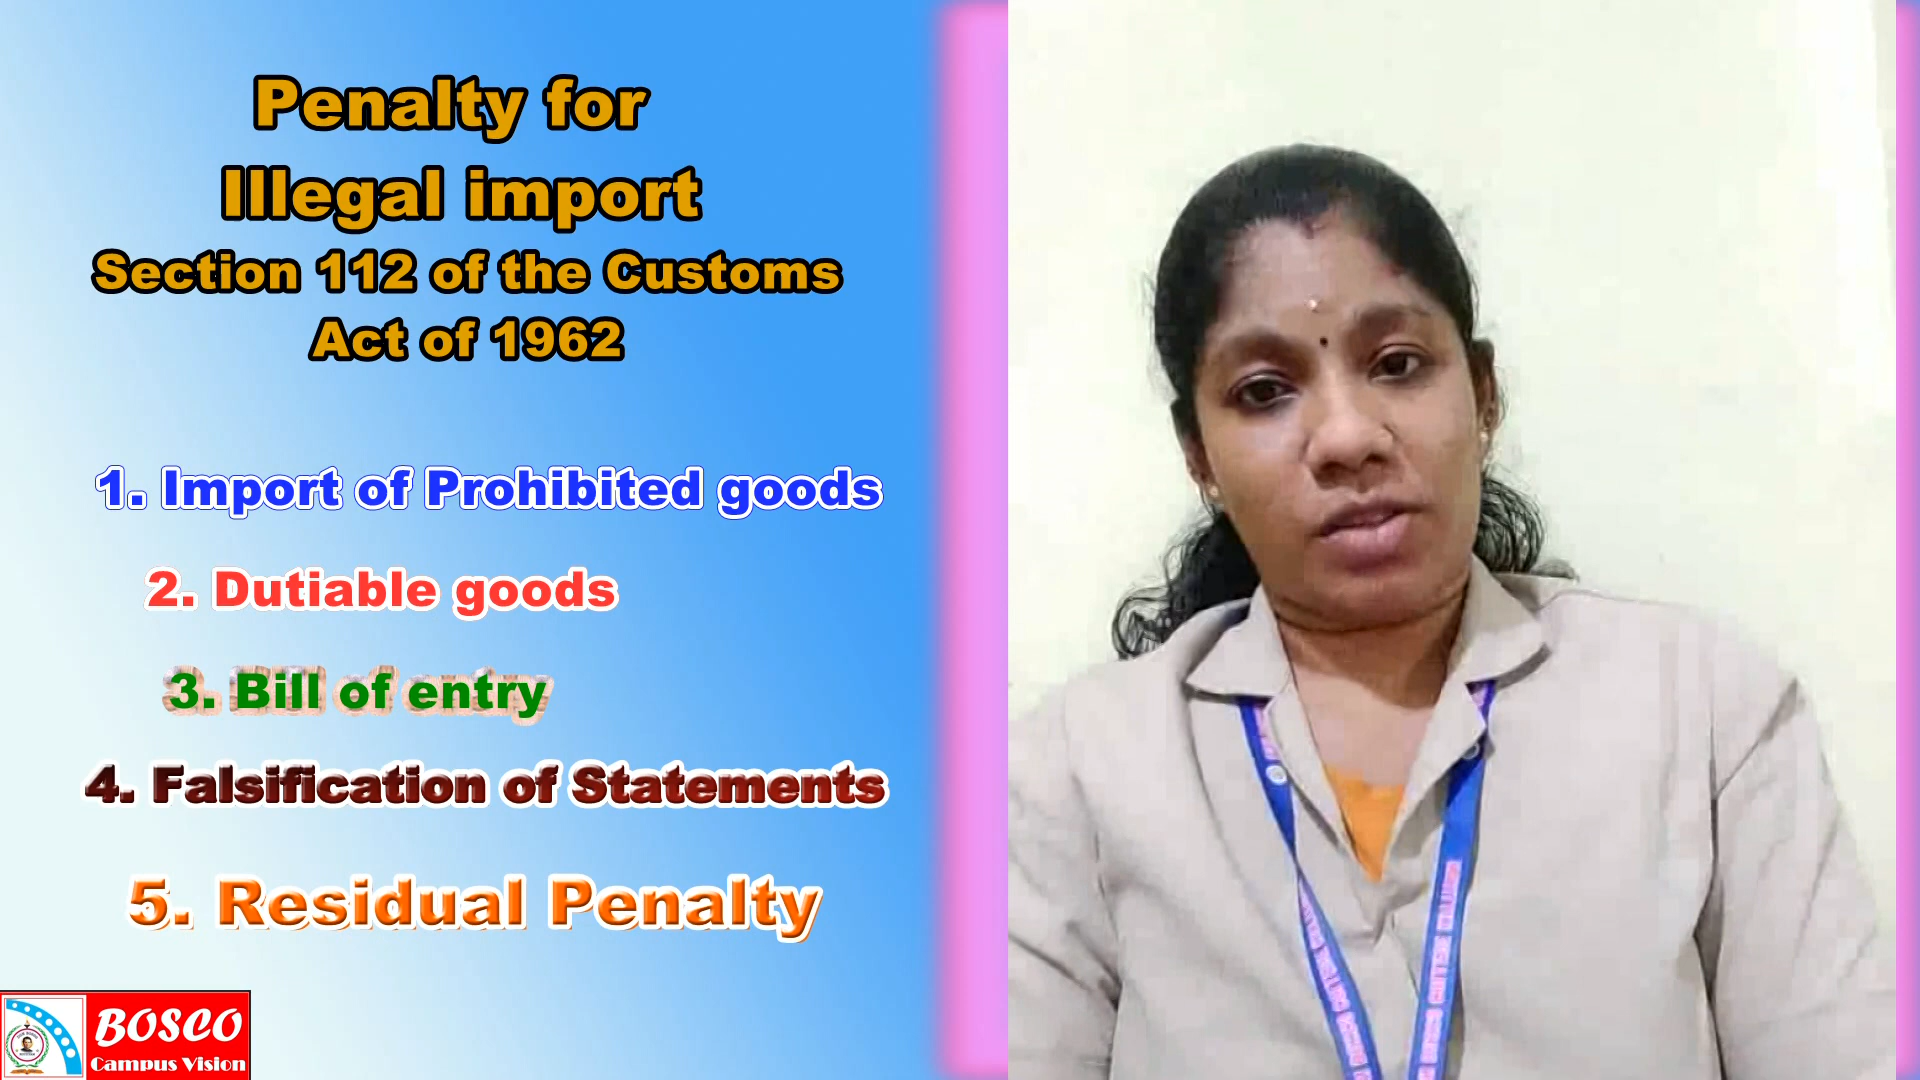 Penalty for
Illegal import
Section 112 of the Customs
Act of 1962
1. Import of Prohibited goods
2. Dutiable goods
3. Bill of entry
4. Falsification of Statements
5. Residual Penalty
BOSCO
Campus Vision